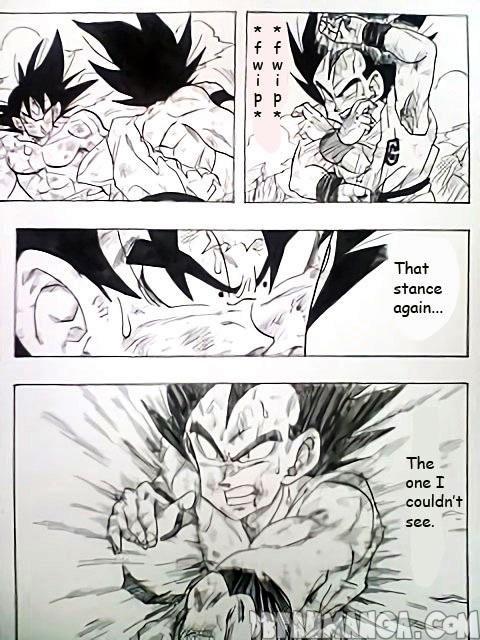 *fwip*
*fwip*
That
stance
again...
The
one I
couldn't
see.